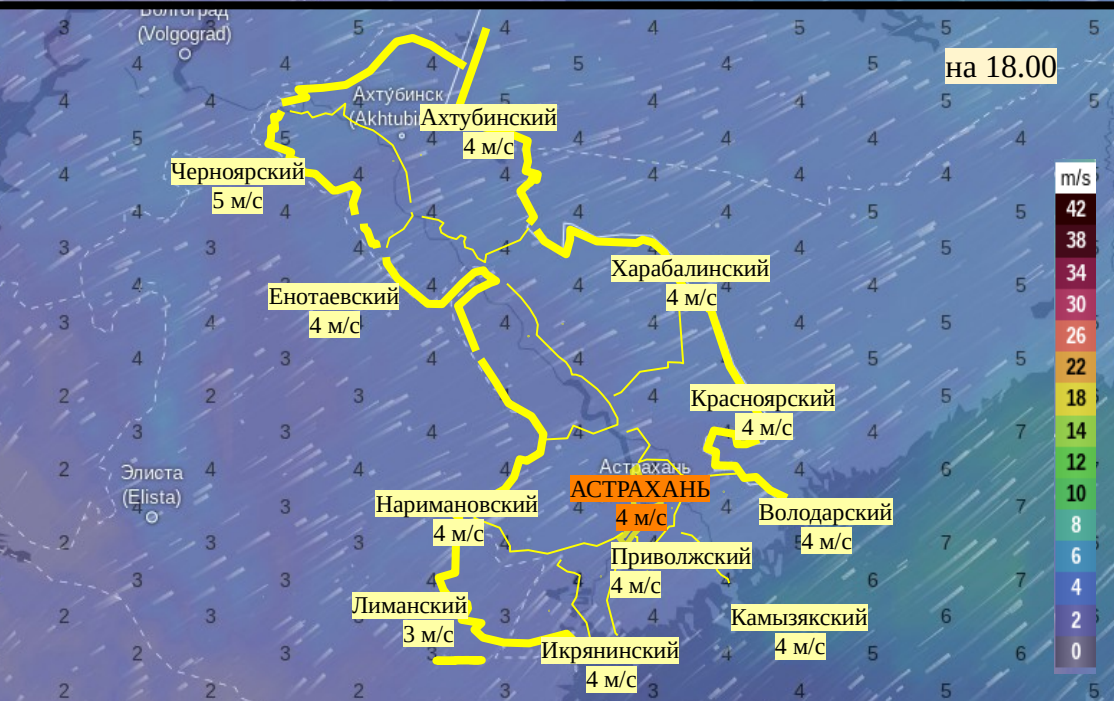 Волгоград
(Volgograd)
на 18.00
Ахту́бинск
(Akhtubi
Ахтубинский
4 м/с
Черноярский
5 м/с
Харабалинский
4 м/с
Енотаевский
4 м/с
Красноярский
4 м/с
Элиста
(Elista)
Астрахань
АСТРАХАНЬ
4 м/с
Наримановский
4 м/с
Володарский
4 м/с
Приволжский
4 м/с
Лиманский
3 м/с
Камызякский
4 м/с
Икрянинский
4 м/с
m/s
42
38
34
30
26
22
18
14
12
10
8
6
4
2
0